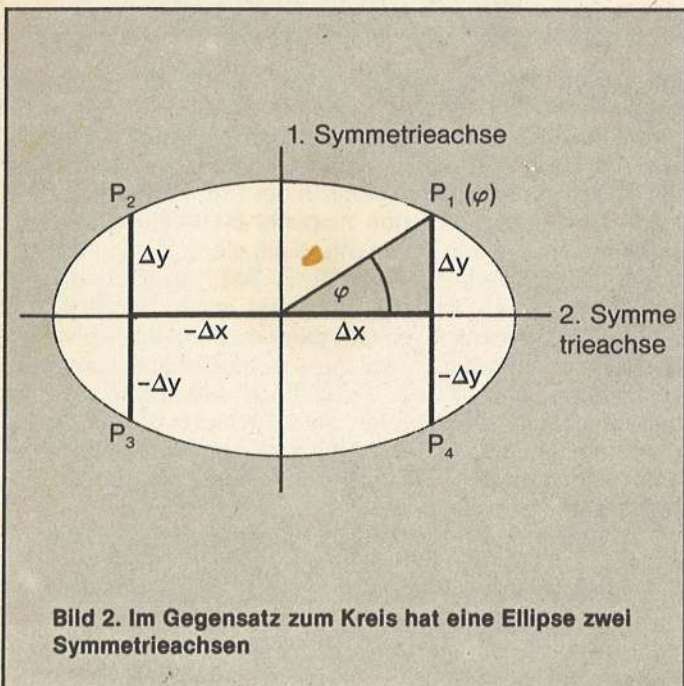 1. Symmetrieachse
P₂
P₁ (φ)
Δy
Δy
φ
−Δx
Δx
2. Symme
trieachse
−Δy
−Δy
P₃
P₄
Bild 2. Im Gegensatz zum Kreis hat eine Ellipse zwei
Symmetrieachsen